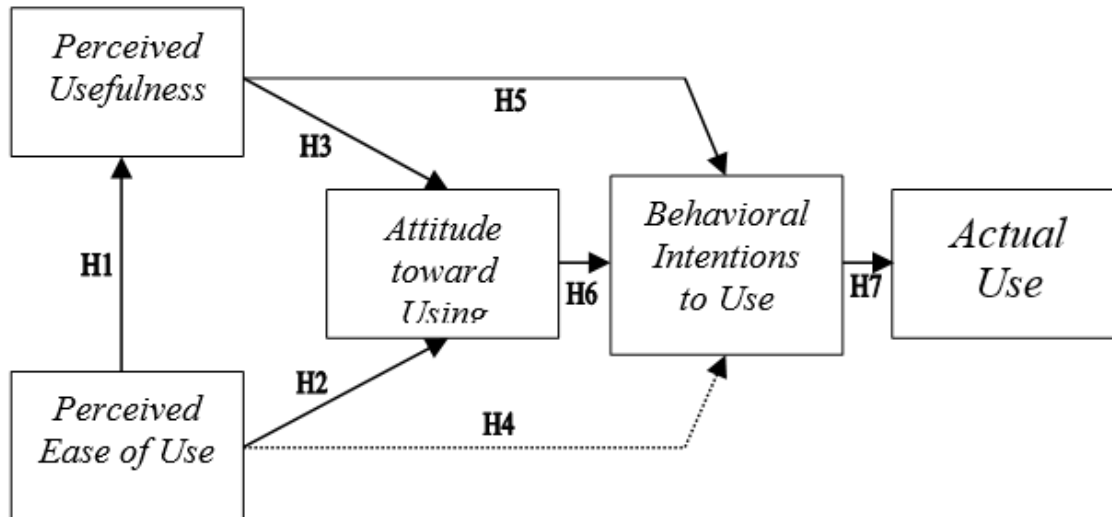 Perceived
Usefulness
H5
H3
Attitude
toward
Using
Behavioral
Intentions
to Use
Actual
Use
H1
H6
H7
H2
Perceived
Ease of Use
H4